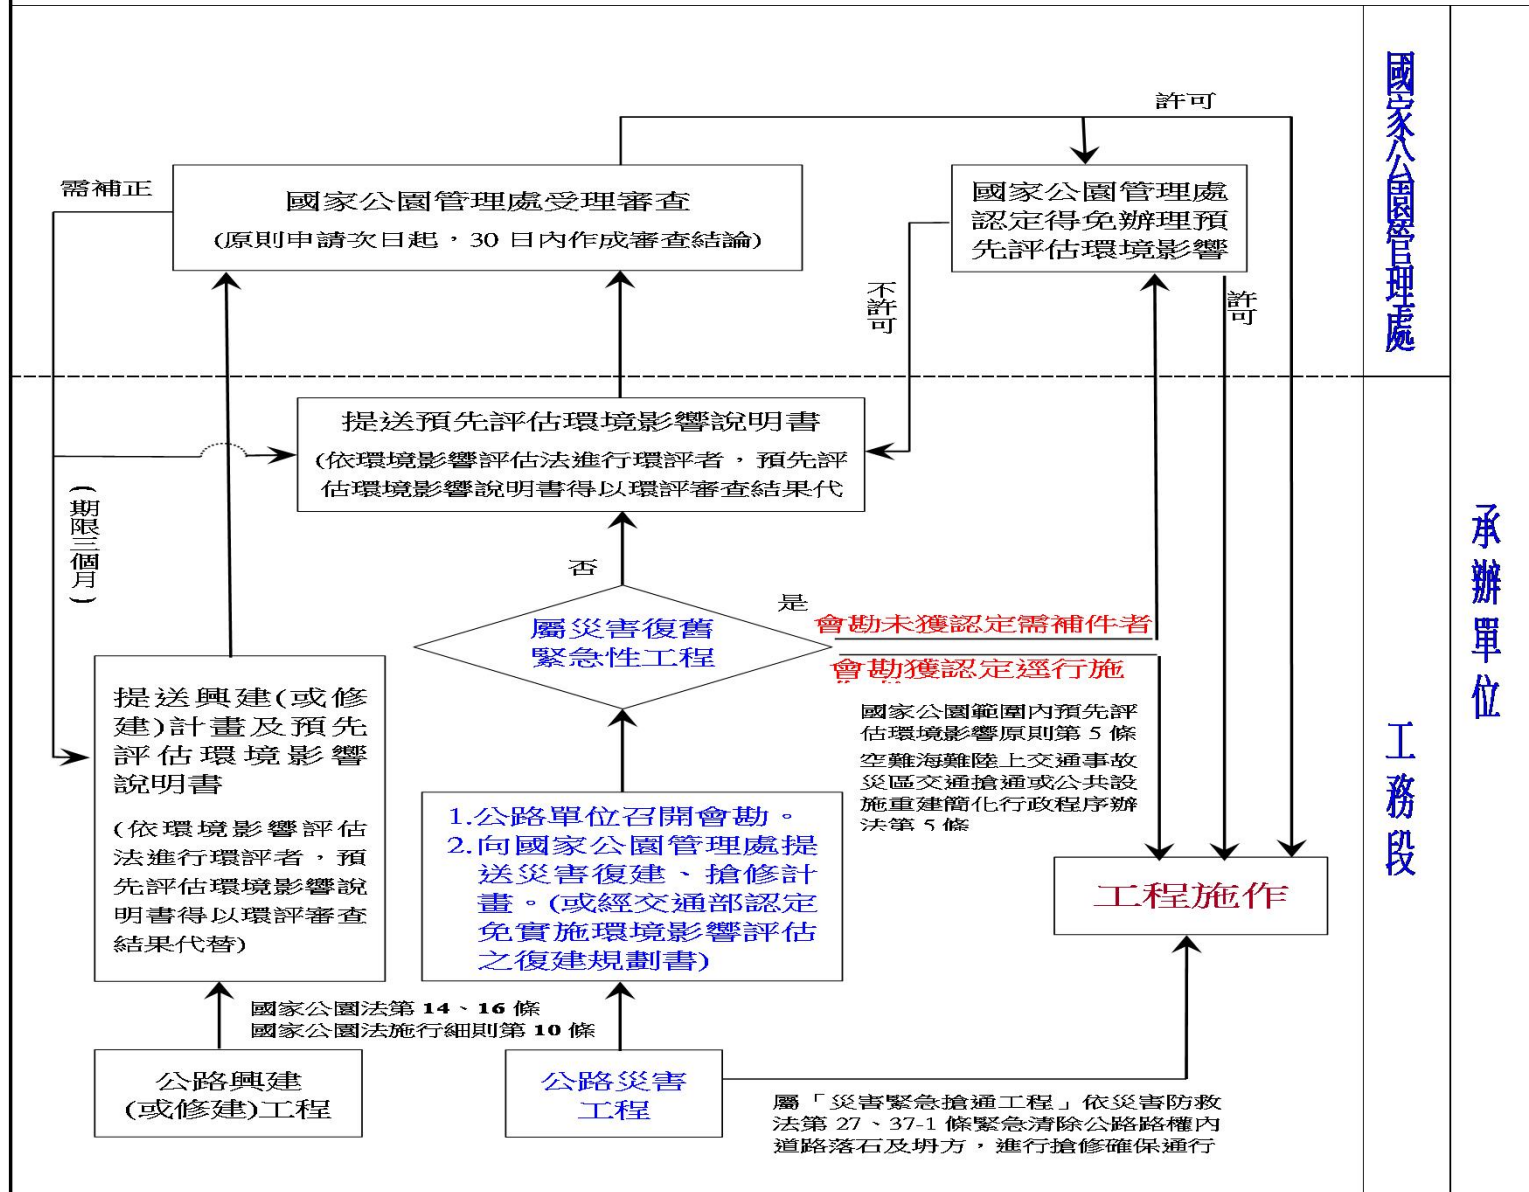 許可
需補正
國家公園管理處受理審查
(原則申請次日起，30 日內作成審查結論)
國家公園管理處
認定得免辦理預
先評估環境影響
不許可
許可
國家公園管理處
提送預先評估環境影響說明書
(依環境影響評估法進行環評者，預先評
估環境影響說明書得以環評審查結果代
(期限三個月)
否
是
屬災害復舊
緊急性工程
會勘未獲認定需補件者
會勘獲認定逕行施
國家公園範圍內預先評
估環境影響原則第 5 條
空難海難陸上交通事故
災區交通搶通或公共設
施重建簡化行政程序辦
法第 5 條
提送興建(或修
建)計畫及預先
評估環境影響
說明書
(依環境影響評估
法進行環評者，預
先評估環境影響說
明書得以環評審查
結果代替)
1.公路單位召開會勘。
2.向國家公園管理處提
送災害復建、搶修計
畫。(或經交通部認定
免實施環境影響評估
之復建規劃書)
工程施作
國家公園法第 14、16 條
國家公園法施行細則第 10 條
公路興建
(或修建)工程
公路災害
工程
屬「災害緊急搶通工程」依災害防救
法第 27、37-1 條緊急清除公路路權內
道路落石及坍方，進行搶修確保通行
工務段
承辦單位